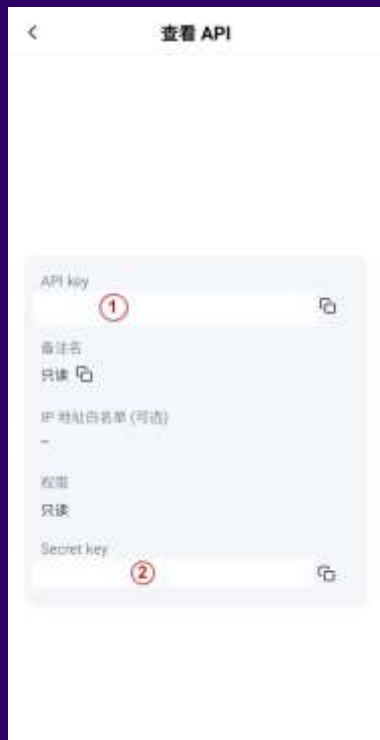 查看 API
API key
①
备注名
只读
IP 地址白名单 (可选)
–
权限
只读
Secret key
②